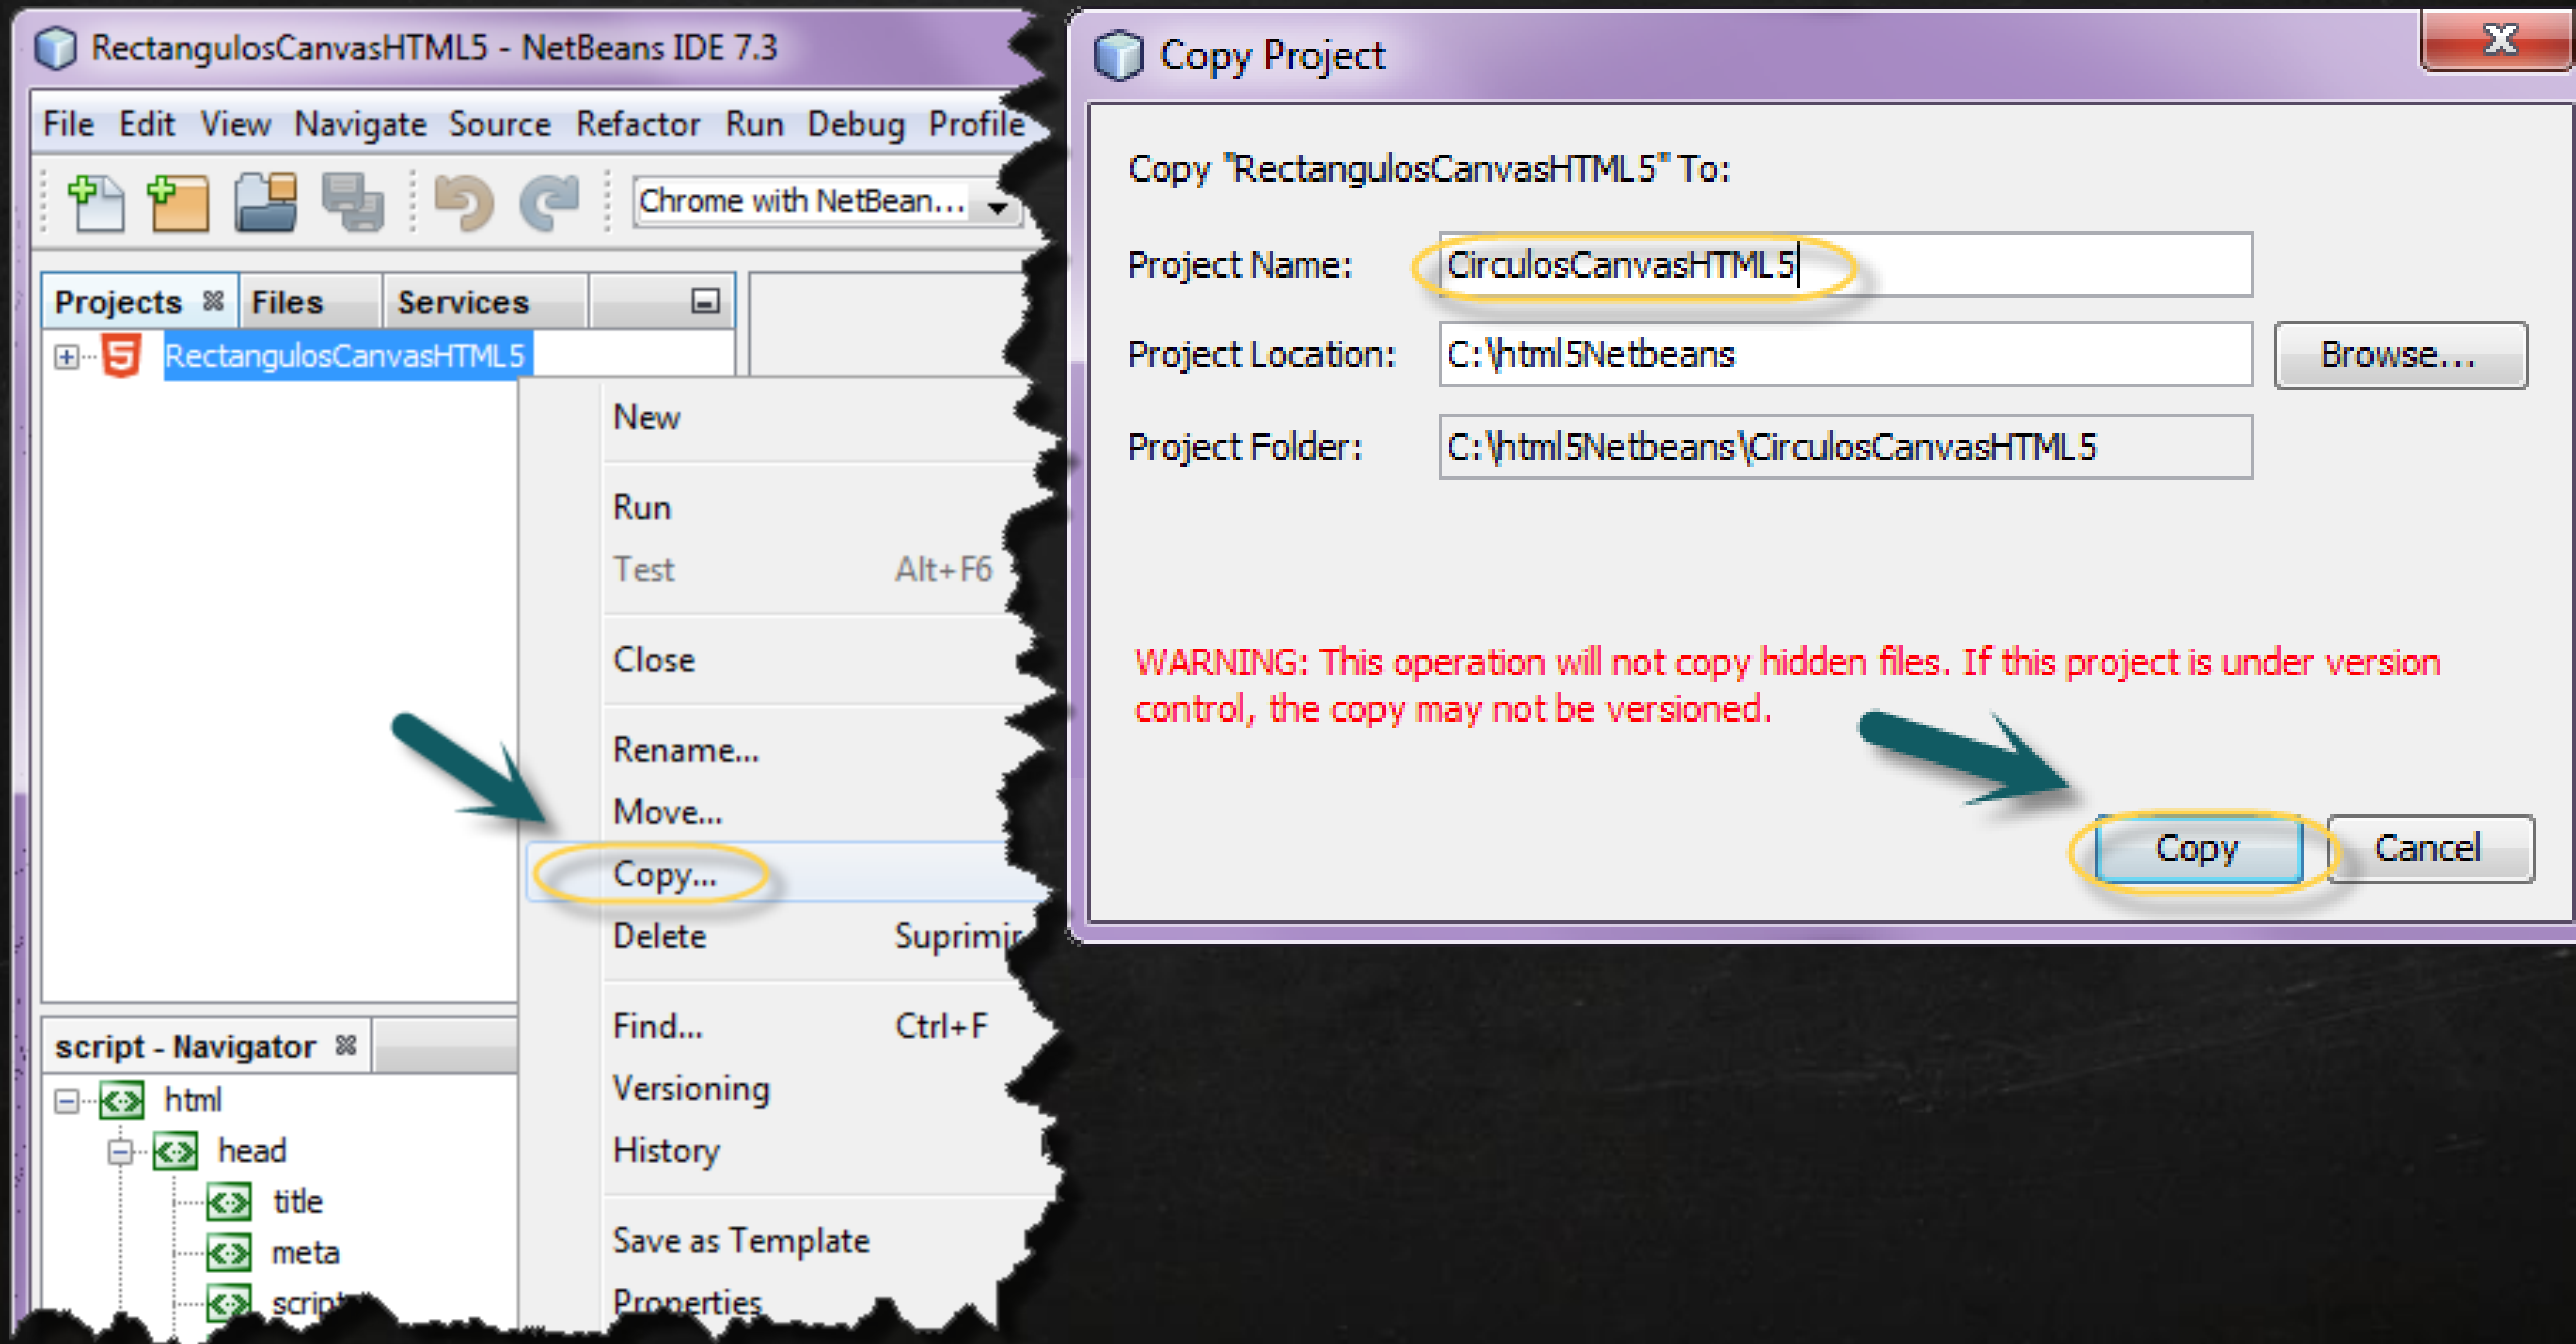 RectangulosCanvasHTML5 - NetBeans IDE 7.3
File Edit View Navigate Source Refactor Run Debug Profile
Chrome with NetBean...
Projects Files Services
RectangulosCanvasHTML5
New
Run
Test Alt+F6
Close
Rename...
Move...
Copy...
Delete Suprimir
Find... Ctrl+F
Versioning
History
Save as Template
Properties
script - Navigator
html
head
title
meta
script
Copy Project
Copy "RectangulosCanvasHTML5" To:
Project Name: CirculosCanvasHTML5
Project Location: C:\html5Netbeans Browse...
Project Folder: C:\html5Netbeans\CirculosCanvasHTML5
WARNING: This operation will not copy hidden files. If this project is under version
control, the copy may not be versioned.
Copy Cancel